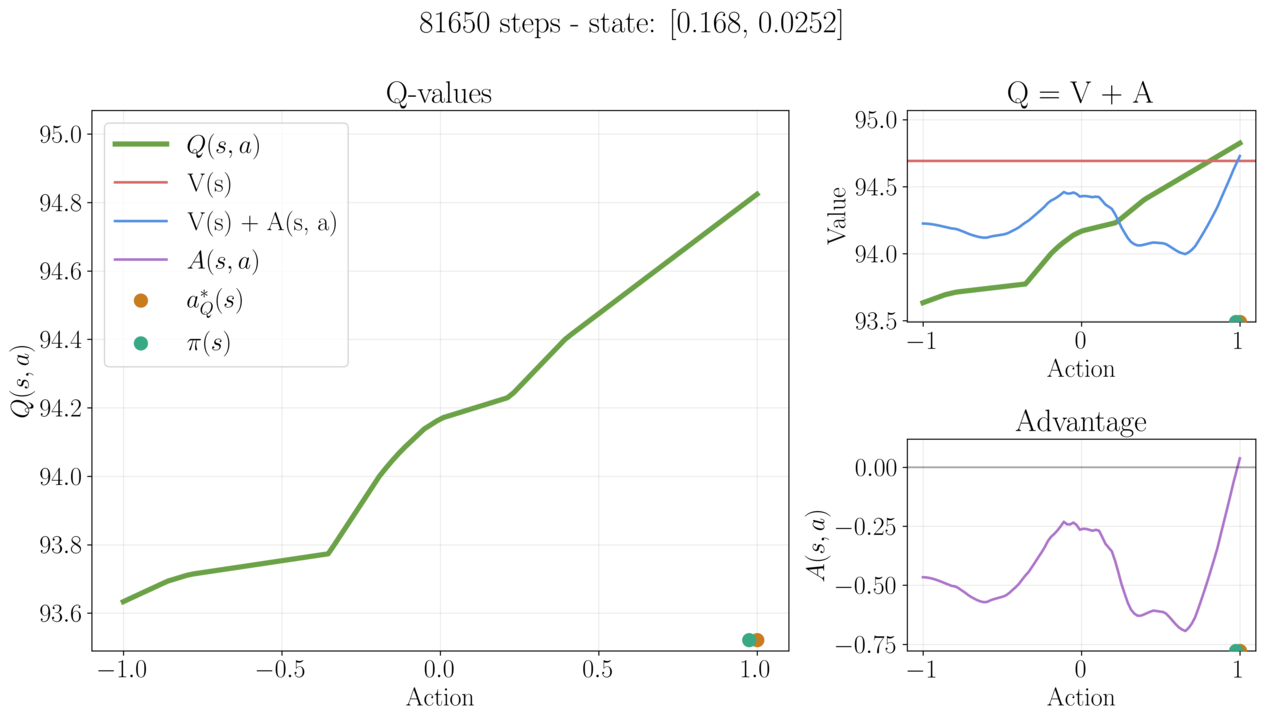 81650 steps - state: [0.168, 0.0252]
Q-values
Q(s, a)
95.0
94.8
94.6
94.4
94.2
94.0
93.8
93.6
−1.0
−0.5
0.0
0.5
1.0
Action
Q(s, a)
V(s)
V(s) + A(s, a)
A(s, a)
a*Q(s)
π(s)
Q = V + A
Value
95.0
94.5
94.0
93.5
−1
0
1
Action
Advantage
A(s, a)
0.00
−0.25
−0.50
−0.75
−1
0
1
Action